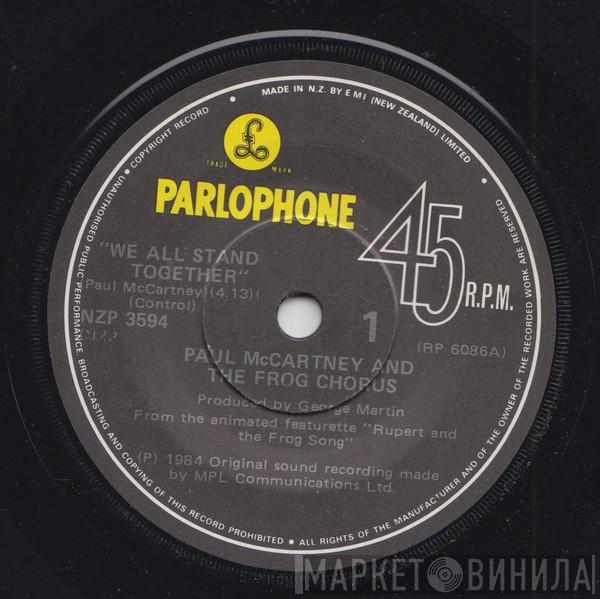 UNAUTHORISED PUBLIC PERFORMANCE, BROADCASTING AND COPYING OF THIS RECORD PROHIBITED • ALL RIGHTS OF THE MANUFACTURER AND OF THE OWNER OF THE RECORDED WORK ARE RESERVED
• COPYRIGHT RECORD • MADE IN N.Z. BY EMI (NEW ZEALAND) LIMITED •
£
TRADE MARK
PARLOPHONE
45 R.P.M.
"WE ALL STAND
TOGETHER"
Paul McCartney)(4.13)(
(Control)
NZP 3594
1
(RP 6086A)
PAUL McCARTNEY AND
THE FROG CHORUS
Produced by George Martin
From the animated featurette "Rupert and
the Frog Song"
(P) 1984 Original sound recording made
by MPL Communications Ltd.
МАРКЕТ ВИНИЛА